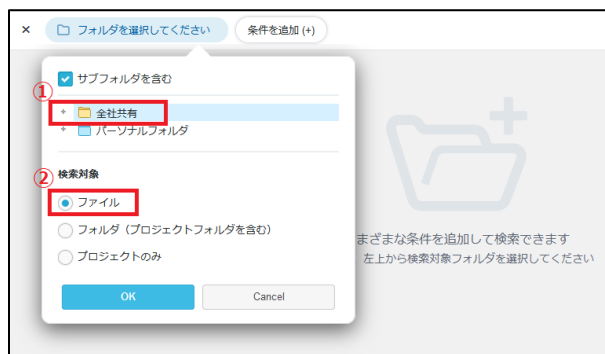 × フォルダを選択してください 条件を追加 (+)
サブフォルダを含む
①
+ 全社共有
+ パーソナルフォルダ
② 検索対象
ファイル
フォルダ（プロジェクトフォルダを含む）
プロジェクトのみ
OK Cancel
まざまな条件を追加して検索できます
左上から検索対象フォルダを選択してください